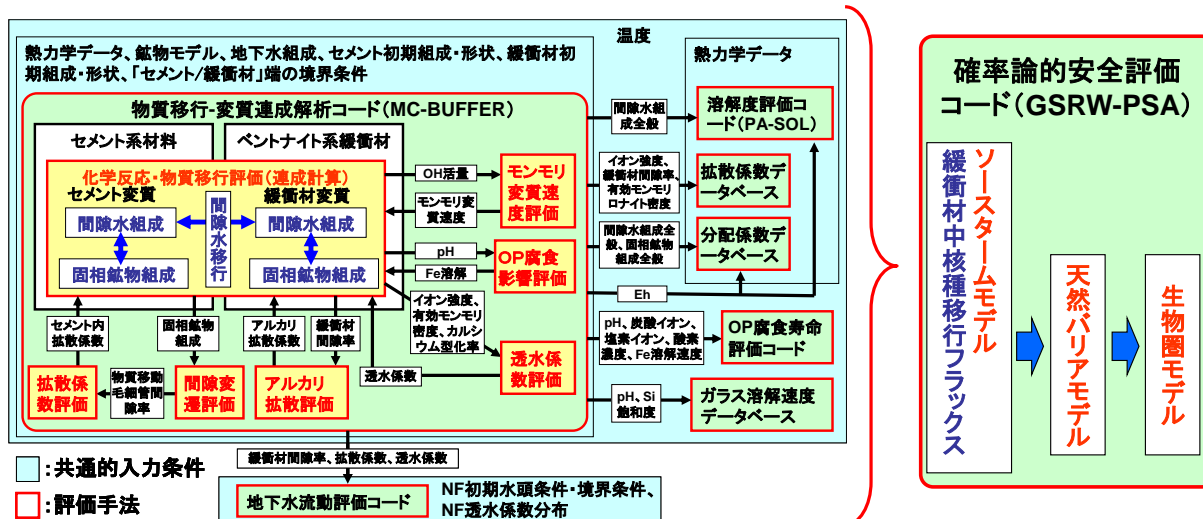 温度
熱力学データ、鉱物モデル、地下水組成、セメント初期組成・形状、緩衝材初
期組成・形状、「セメント/緩衝材」端の境界条件
物質移行-変質連成解析コード(MC-BUFFER)
セメント系材料
ベントナイト系緩衝材
化学反応・物質移行評価(連成計算)
セメント変質
緩衝材変質
間隙水組成
間隙水移行
間隙水組成
固相鉱物組成
固相鉱物組成
OH活量
モンモリ変
質速度
モンモリ
変質速
度評価
pH
Fe溶解
OP腐食
影響評価
イオン強度、
有効モンモリ
密度、カルシ
ウム型化率
透水係
数評価
透水係数
セメント内
拡散係数
固相鉱物
組成
アルカリ
拡散係数
緩衝材
間隙率
拡散係
数評価
物質移動
毛細管間
隙率
間隙変
遷評価
アルカリ
拡散評価
熱力学データ
間隙水組
成全般
溶解度評価コ
ード(PA-SOL)
イオン強度、
緩衝材間隙率、
有効モンモリ
ロナイト密度
拡散係数デ
ータベース
間隙水組成全
般、固相鉱物
組成全般
分配係数デ
ータベース
Eh
pH、炭酸イオン、
塩素イオン、酸素
濃度、Fe溶解速度
OP腐食寿命
評価コード
pH、Si
飽和度
ガラス溶解速度
データベース
緩衝材間隙率、拡散係数、透水係数
地下水流動評価コード
NF初期水頭条件・境界条件、
NF透水係数分布
:共通的入力条件
:評価手法
確率論的安全評価
コード(GSRW-PSA)
ソースタームモデル
緩衝材中核種移行フラックス
天然バリアモデル
生物圏モデル